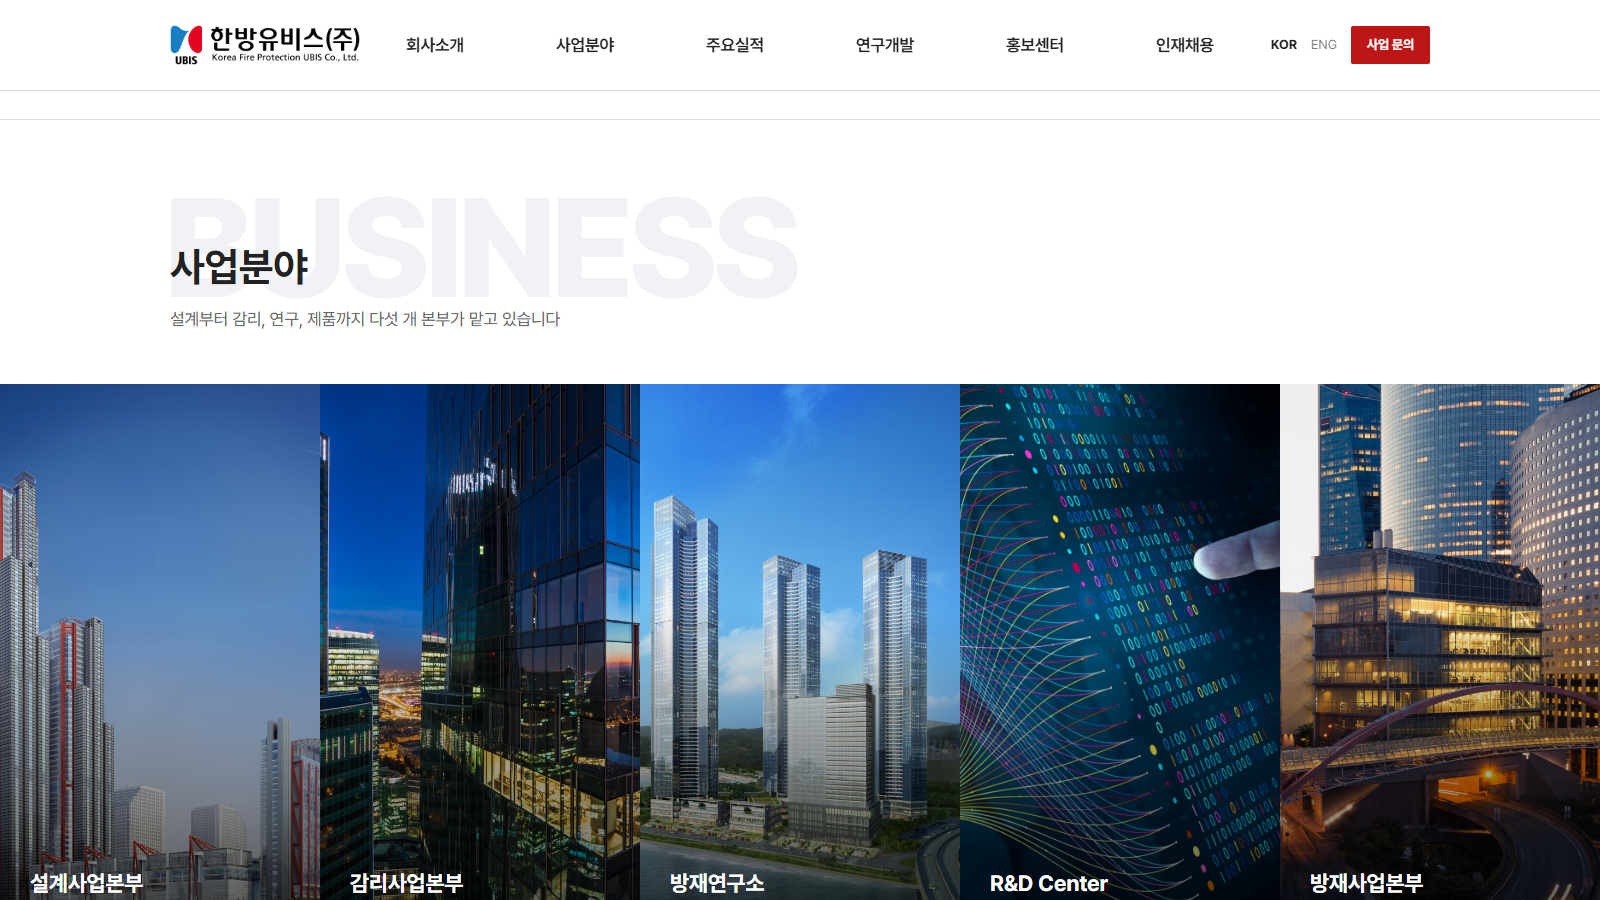 한방유비스(주)
Korea Fire Protection UBIS Co., Ltd.
UBIS
회사소개
사업분야
주요실적
연구개발
홍보센터
인재채용
KOR
ENG
사업 문의
BUSINESS
사업분야
설계부터 감리, 연구, 제품까지 다섯 개 본부가 맡고 있습니다
설계사업본부
감리사업본부
방재연구소
R&D Center
방재사업본부